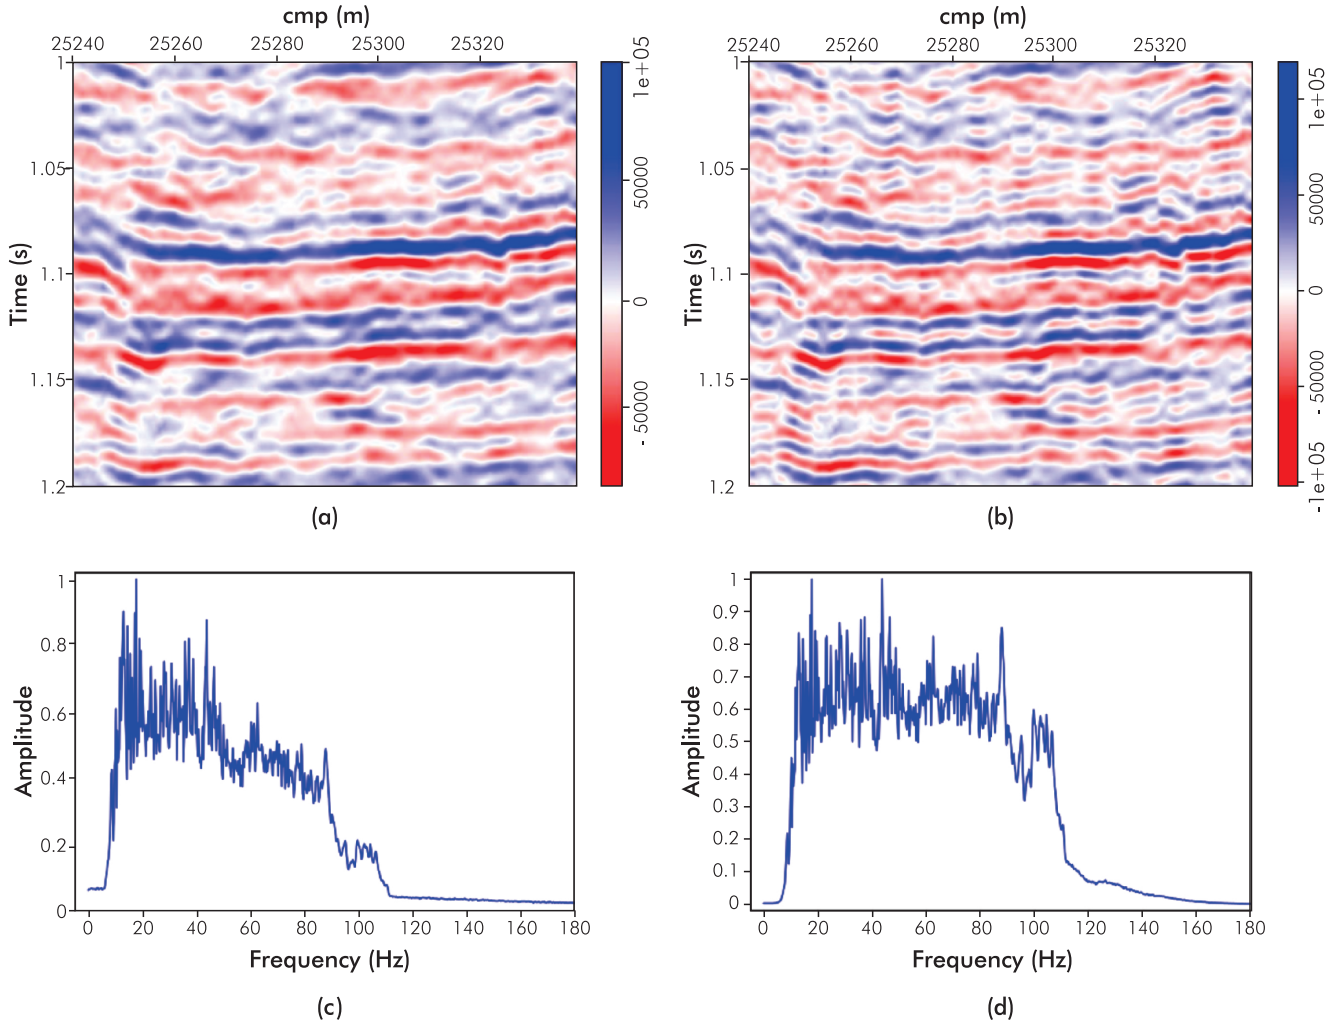 cmp (m)
25240 25260 25280 25300 25320
1
1.05
1.1
1.15
1.2
Time (s)
1e+05
50000
0
- 50000
(a)
cmp (m)
25240 25260 25280 25300 25320
1
1.05
1.1
1.15
1.2
Time (s)
1e+05
50000
0
- 50000
-1e+05
(b)
1
0.8
0.6
0.4
0.2
0
Amplitude
0 20 40 60 80 100 120 140 160 180
Frequency (Hz)
(c)
1
0.9
0.8
0.7
0.6
0.5
0.4
0.3
0.2
0.1
0
Amplitude
0 20 40 60 80 100 120 140 160 180
Frequency (Hz)
(d)